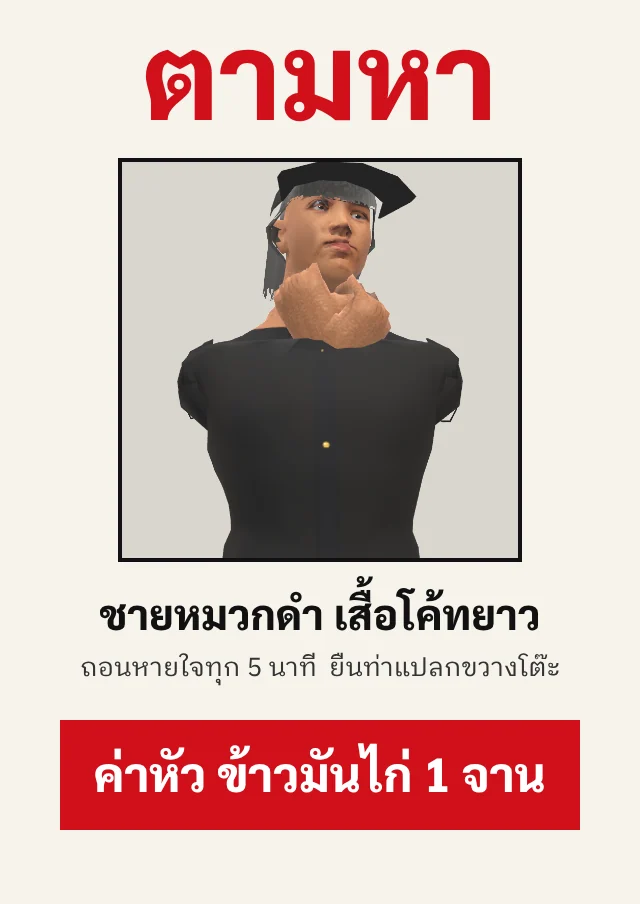 ตามหา
ชายหมวกดำ เสื้อโค้ทยาว
ถอนหายใจทุก 5 นาที ยืนท่าแปลกขวางโต๊ะ
ค่าหัว ข้าวมันไก่ 1 จาน